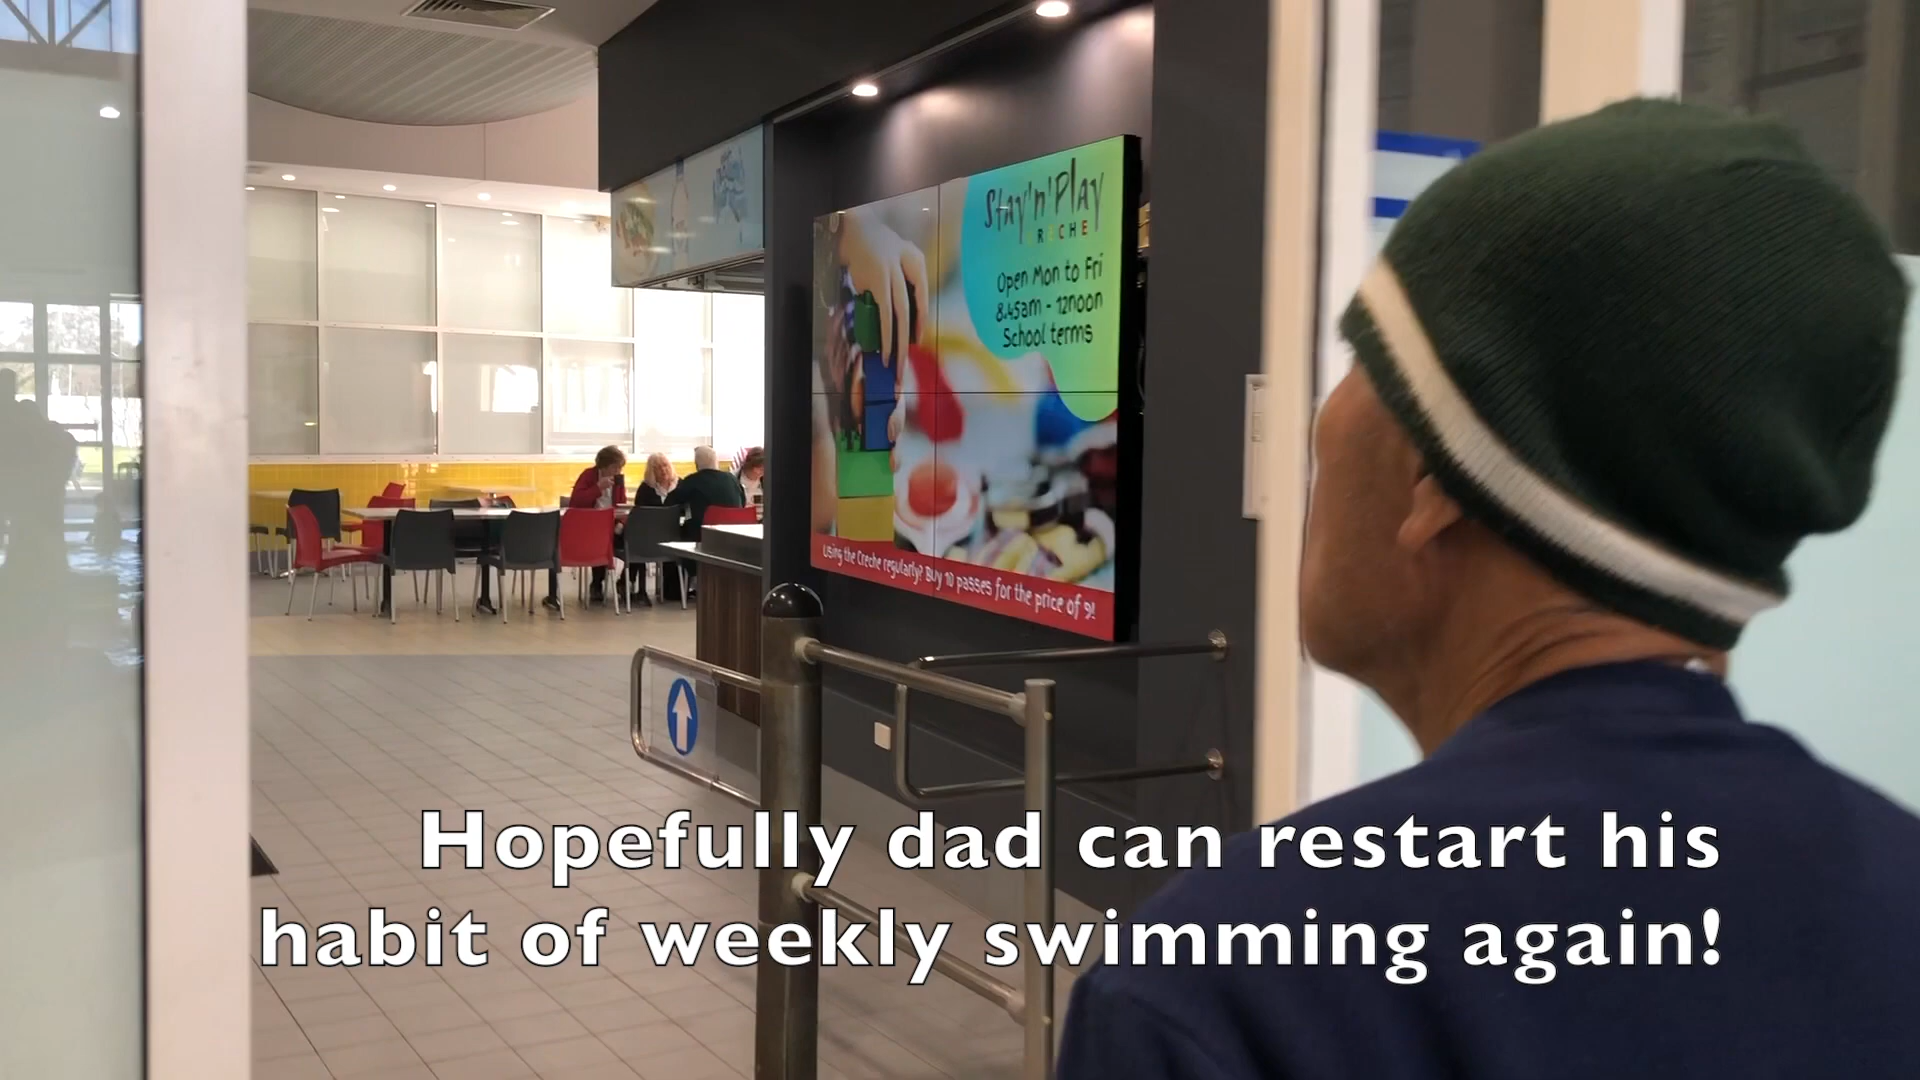 Stay'n'Play
CRECHE
Open Mon to Fri
8.45am - 12noon
School terms
Using the Creche regularly? Buy 10 passes for the price of 9!
Hopefully dad can restart his
habit of weekly swimming again!